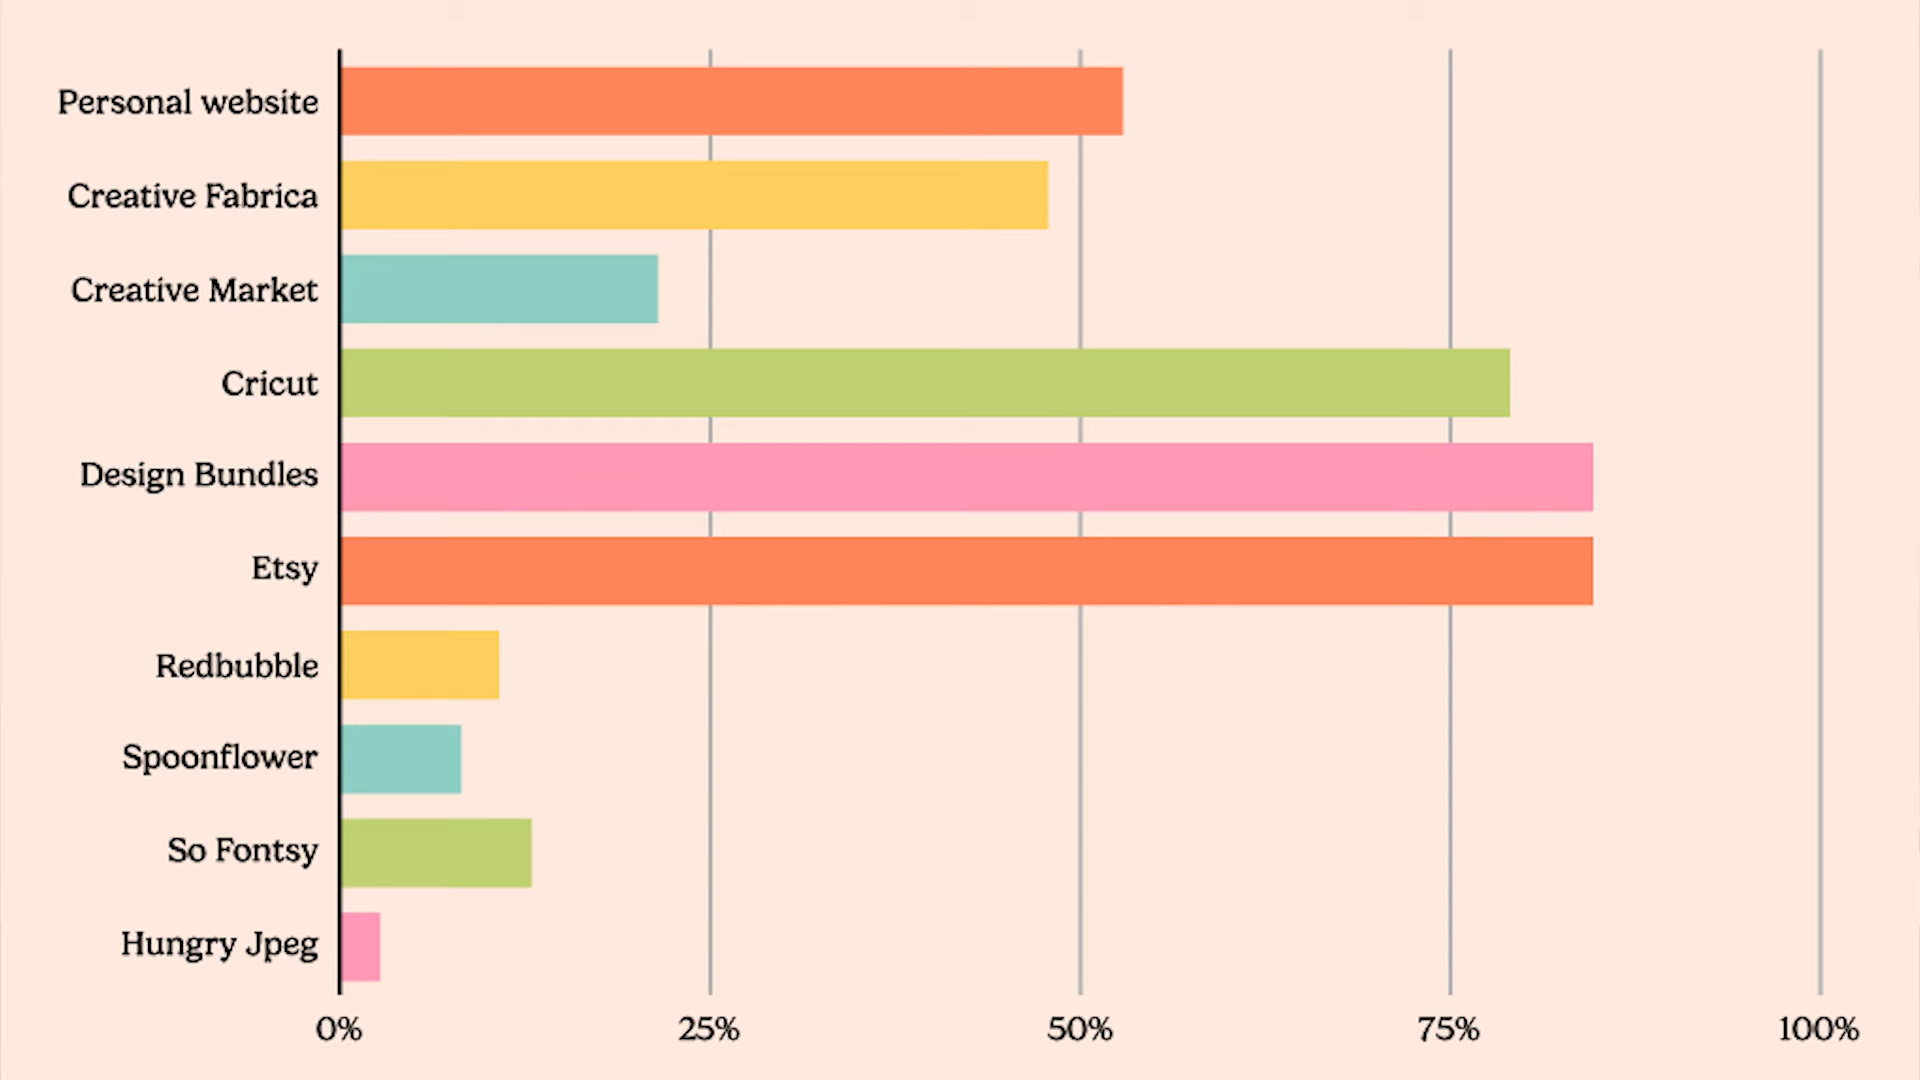 Personal website
Creative Fabrica
Creative Market
Cricut
Design Bundles
Etsy
Redbubble
Spoonflower
So Fontsy
Hungry Jpeg
0% 25% 50% 75% 100%